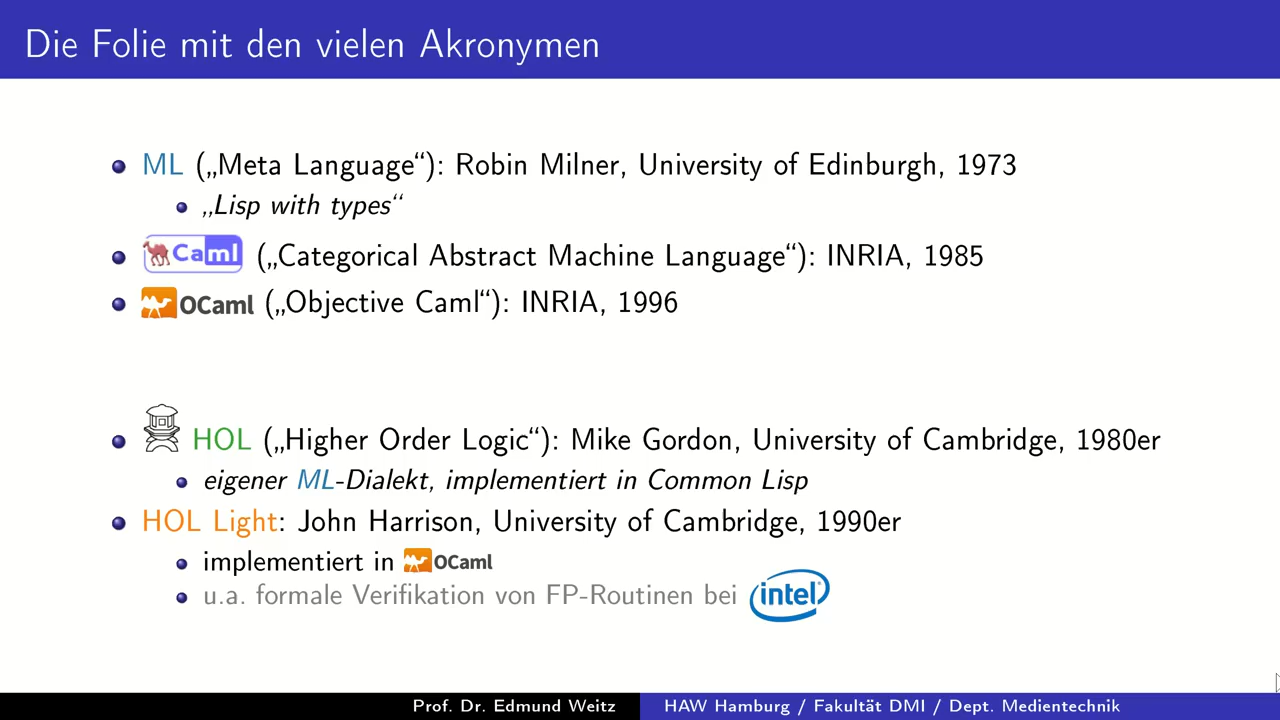 Die Folie mit den vielen Akronymen
ML („Meta Language“): Robin Milner, University of Edinburgh, 1973
„Lisp with types“
Caml („Categorical Abstract Machine Language“): INRIA, 1985
OCaml („Objective Caml“): INRIA, 1996
HOL („Higher Order Logic“): Mike Gordon, University of Cambridge, 1980er
eigener ML-Dialekt, implementiert in Common Lisp
HOL Light: John Harrison, University of Cambridge, 1990er
implementiert in OCaml
u.a. formale Verifikation von FP-Routinen bei intel
Prof. Dr. Edmund Weitz HAW Hamburg / Fakultät DMI / Dept. Medientechnik